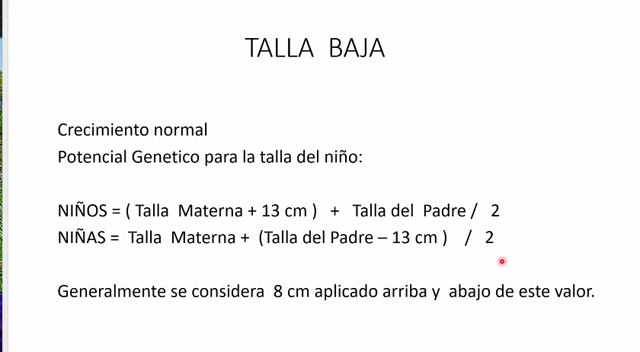 TALLA BAJA
Crecimiento normal
Potencial Genetico para la talla del niño:
NIÑOS = ( Talla Materna + 13 cm ) + Talla del Padre / 2
NIÑAS = Talla Materna + (Talla del Padre – 13 cm ) / 2
Generalmente se considera 8 cm aplicado arriba y abajo de este valor.